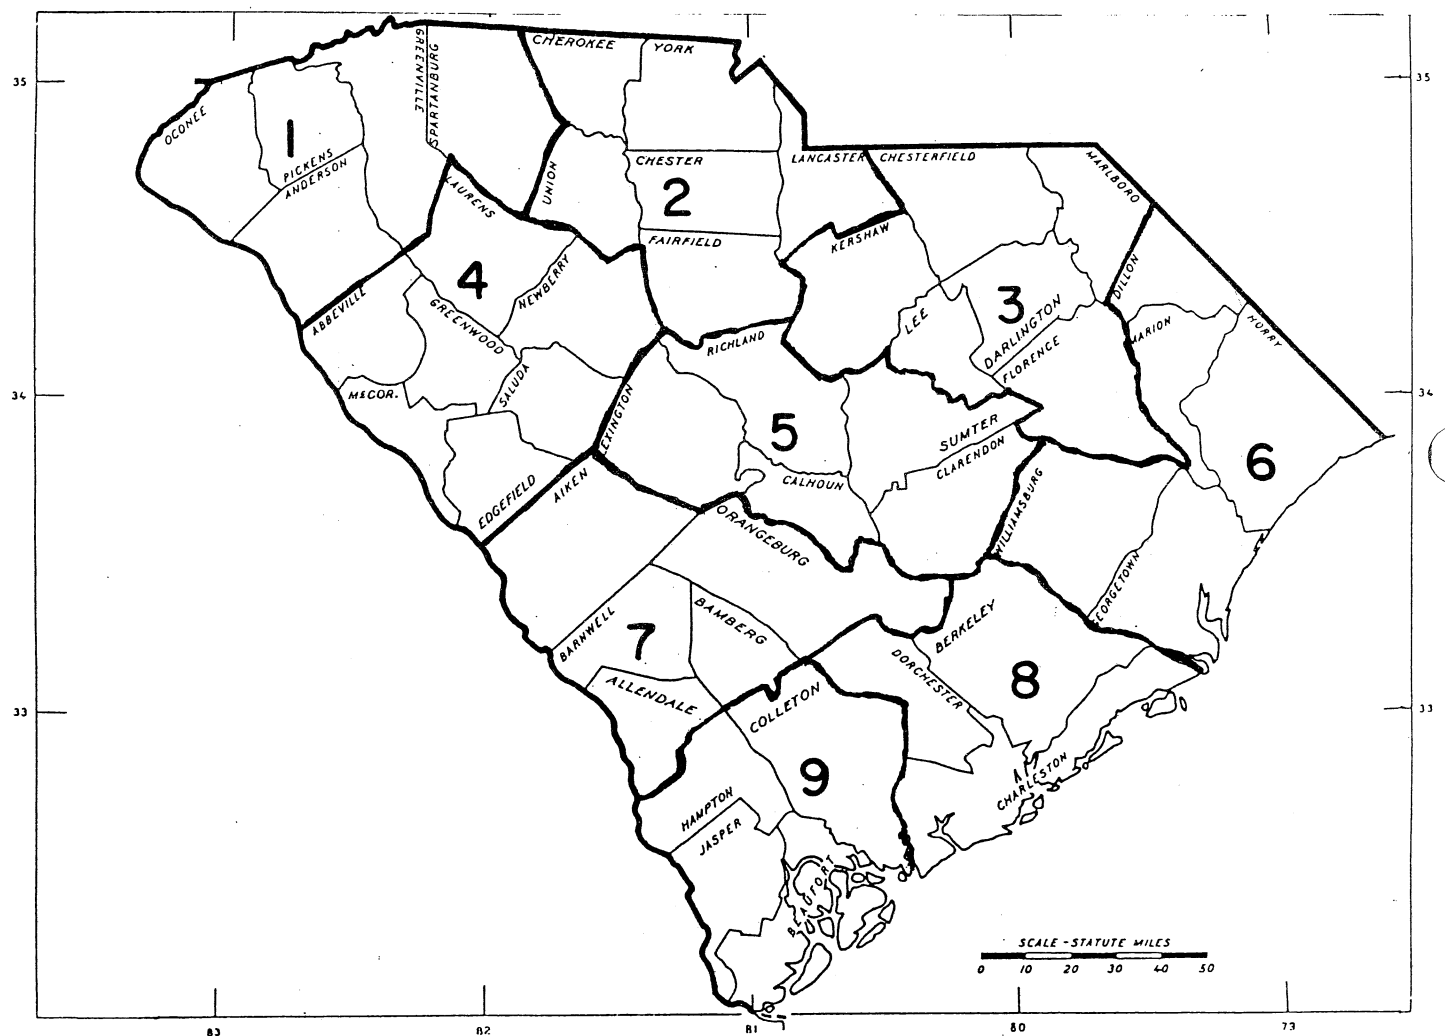 CHEROKEE
YORK
GREENVILLE
SPARTANBURG
35
35
OCONEE
1
PICKENS
ANDERSON
CHESTER
LANCASTER
CHESTERFIELD
MARLBORO
LAURENS
UNION
2
FAIRFIELD
KERSHAW
4
NEWBERRY
DILLON
ABBEVILLE
GREENWOOD
3
LEE
DARLINGTON
FLORENCE
MARION
HORRY
RICHLAND
34
34
McCOR.
SALUDA
LEXINGTON
5
SUMTER
CLARENDON
6
CALHOUN
EDGEFIELD
AIKEN
ORANGEBURG
WILLIAMSBURG
GEORGETOWN
BARNWELL
7
BAMBERG
BERKELEY
DORCHESTER
8
ALLENDALE
COLLETON
33
33
9
CHARLESTON
HAMPTON
JASPER
BEAUFORT
SCALE - STATUTE MILES
0 10 20 30 40 50
83 82 81 80 73